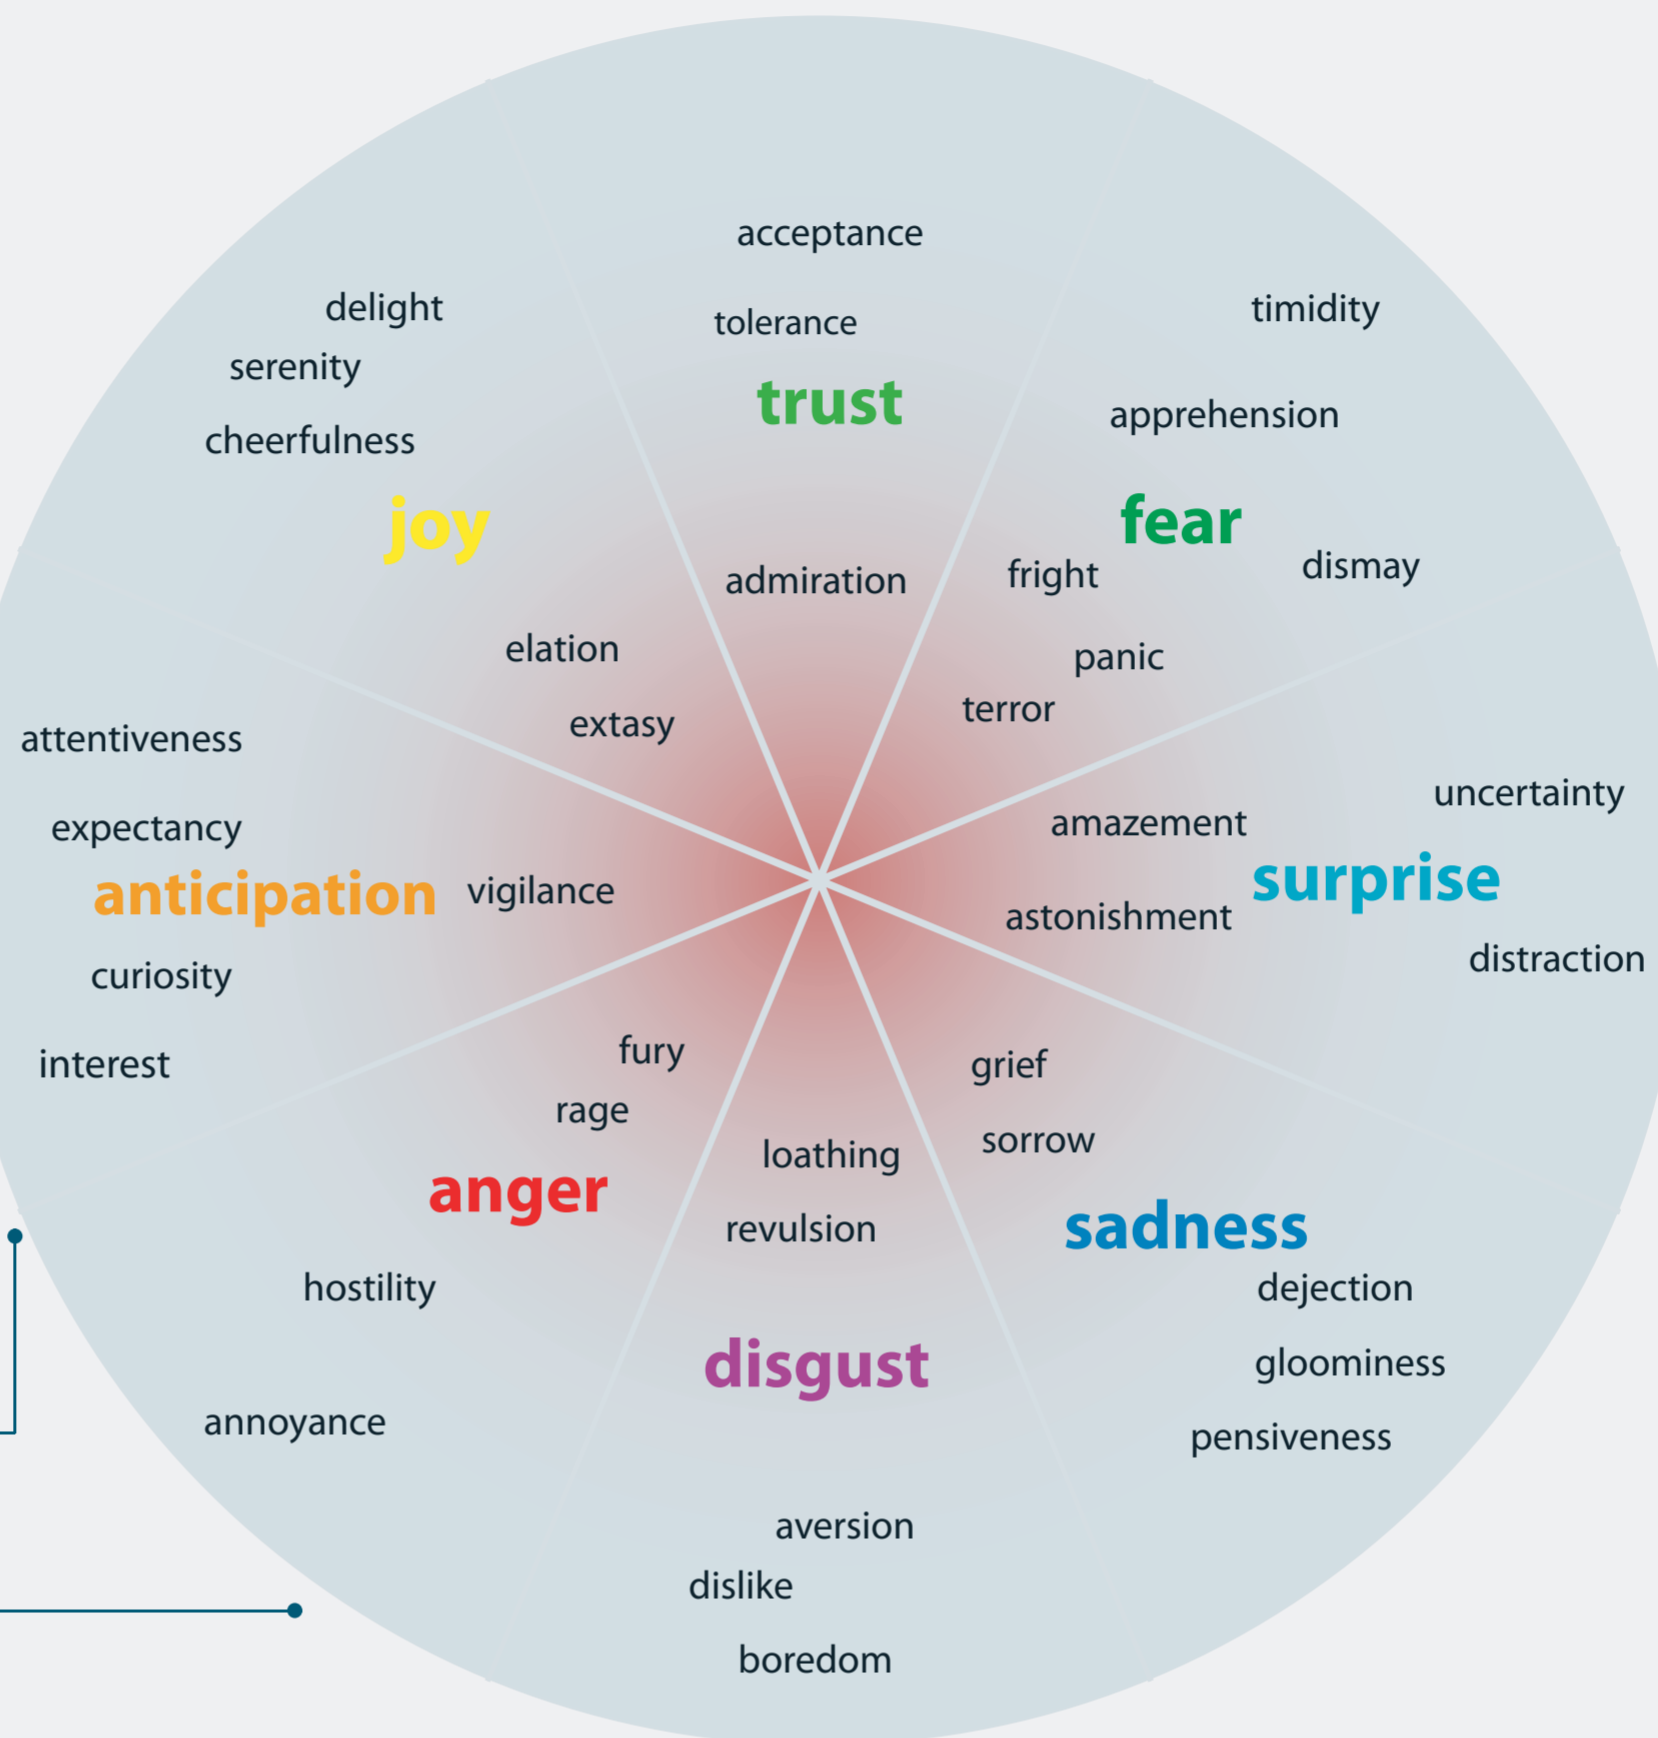 acceptance
delight
timidity
tolerance
serenity
trust
apprehension
cheerfulness
joy
fear
dismay
fright
admiration
elation
panic
terror
extasy
attentiveness
uncertainty
amazement
expectancy
surprise
anticipation
vigilance
astonishment
distraction
curiosity
fury
interest
grief
rage
sorrow
loathing
anger
revulsion
sadness
hostility
dejection
disgust
gloominess
annoyance
pensiveness
aversion
dislike
boredom